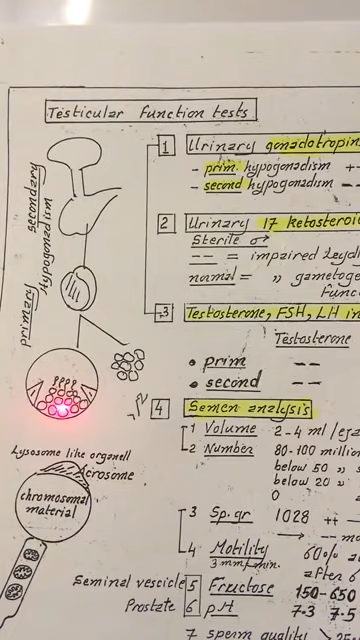 Testicular Function tests
secondary
Hypogonadism
primary
1 Urinary gonadotropin
- prim hypogonadism +
- second hypogonadism --
2 Urinary 17 ketosteroid
Sterile ♂
-- = impaired Leyd
normal = " gametoge
Func
3 Testosterone, FSH, LH in
Testosterone
• prim --
• second --
4 Semen analysis
1 Volume 2-4 ml /eja
2 Number 80-100 million
below 50 "
below 20 "
0
Lysosome like organell
acrosome
chromosomal
material
3 Sp.gr 1028 ++
→ --
4 Motility 60%
3 mm/min. after 6
Seminal vescicle 5 Fructose 150-650
Prostate 6 pH 7.3 7.5
7 sperm quality